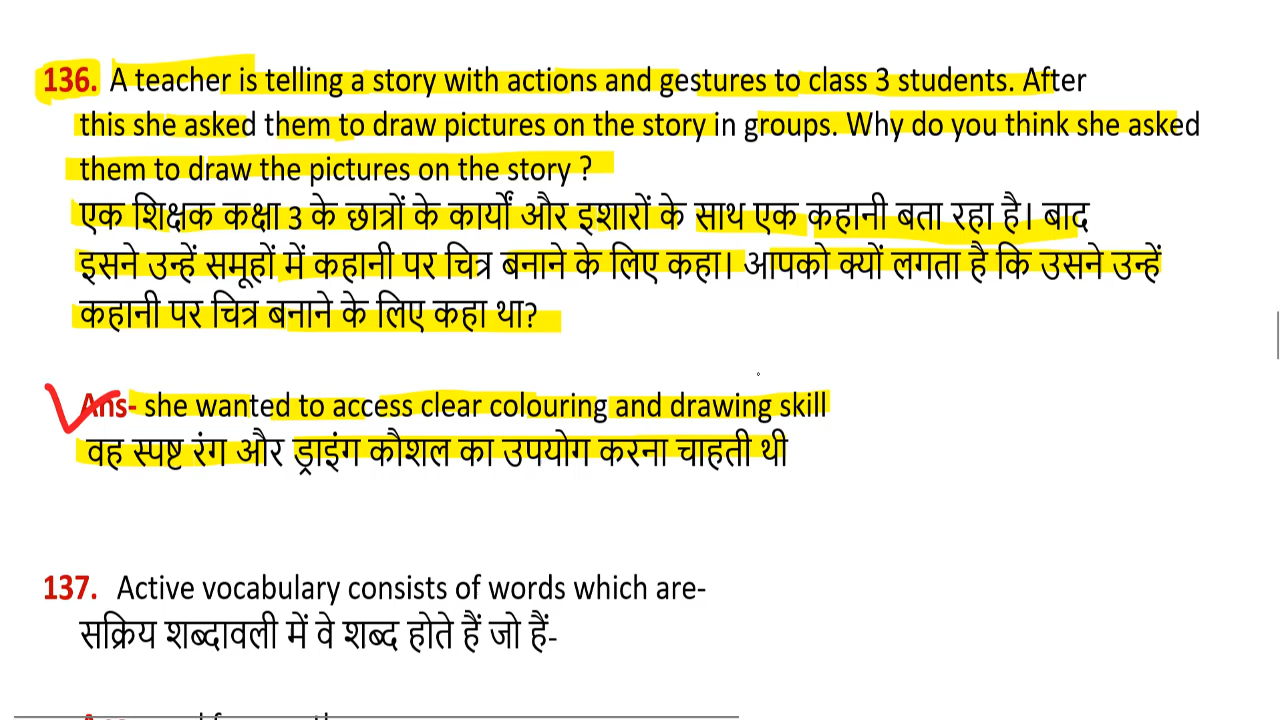 136. A teacher is telling a story with actions and gestures to class 3 students. After
this she asked them to draw pictures on the story in groups. Why do you think she asked
them to draw the pictures on the story ?
एक शिक्षक कक्षा 3 के छात्रों के कार्यों और इशारों के साथ एक कहानी बता रहा है। बाद
इसने उन्हें समूहों में कहानी पर चित्र बनाने के लिए कहा। आपको क्यों लगता है कि उसने उन्हें
कहानी पर चित्र बनाने के लिए कहा था?
Ans- she wanted to access clear colouring and drawing skill
वह स्पष्ट रंग और ड्राइंग कौशल का उपयोग करना चाहती थी
137. Active vocabulary consists of words which are-
सक्रिय शब्दावली में वे शब्द होते हैं जो हैं-